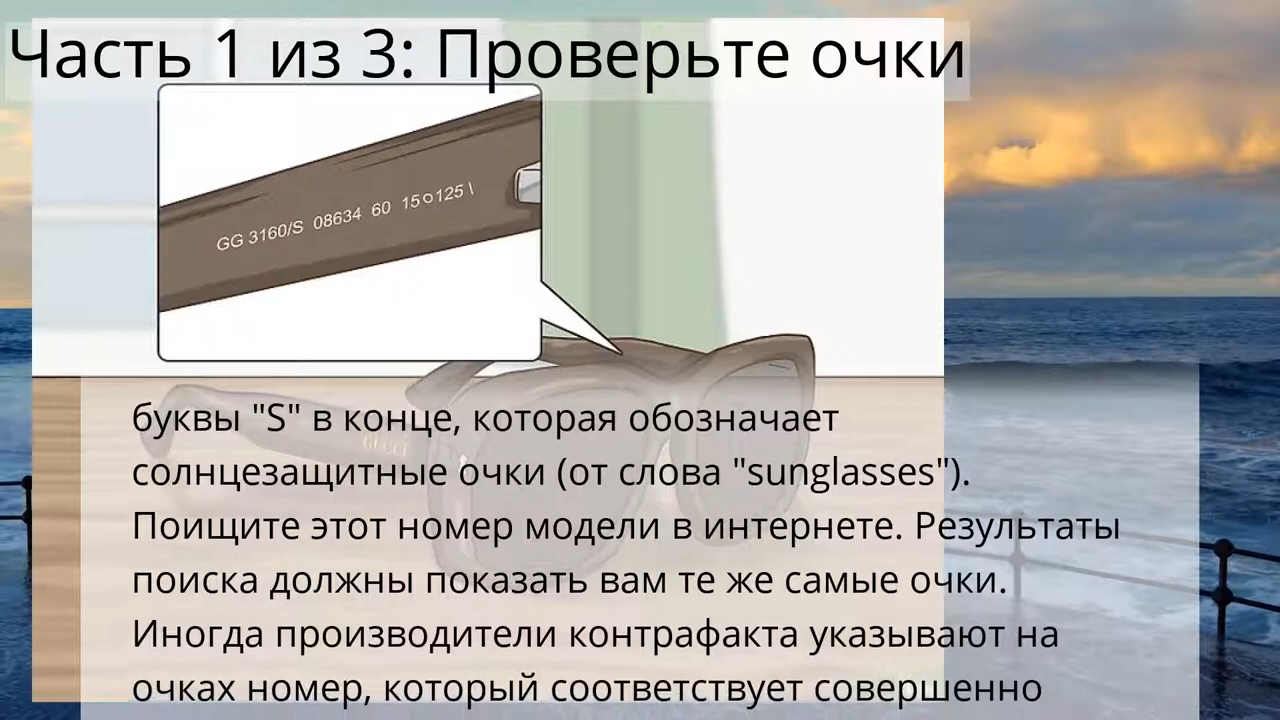 Часть 1 из 3: Проверьте очки
GG 3160/S 08634 60 15○125 \
GUCCI
буквы "S" в конце, которая обозначает
солнцезащитные очки (от слова "sunglasses").
Поищите этот номер модели в интернете. Результаты
поиска должны показать вам те же самые очки.
Иногда производители контрафакта указывают на
очках номер, который соответствует совершенно